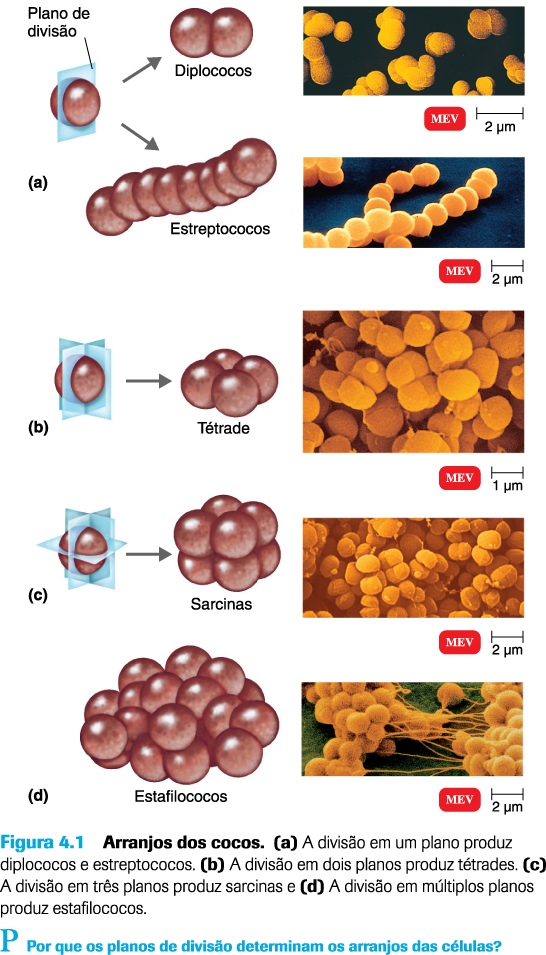 Plano de
divisão
Diplococos
MEV
2 µm
(a)
Estreptococos
MEV
2 µm
(b)
Tétrade
MEV
1 µm
(c)
Sarcinas
MEV
2 µm
(d)
Estafilococos
MEV
2 µm
Figura 4.1 Arranjos dos cocos. (a) A divisão em um plano produz
diplococos e estreptococos. (b) A divisão em dois planos produz tétrades. (c)
A divisão em três planos produz sarcinas e (d) A divisão em múltiplos planos
produz estafilococos.
P Por que os planos de divisão determinam os arranjos das células?